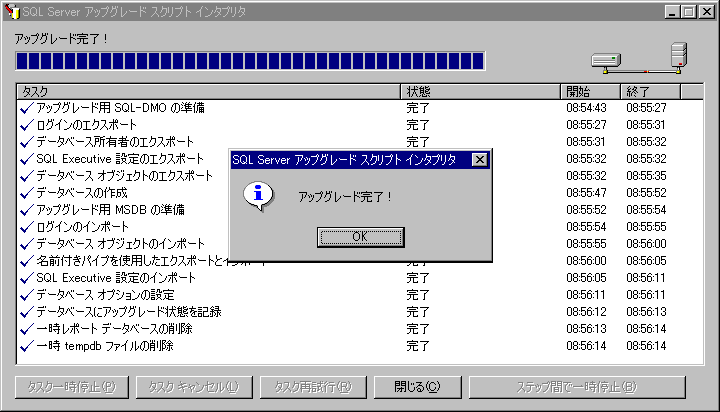 SQL Server アップグレード スクリプト インタプリタ
アップグレード完了！
タスク 状態 開始 終了
アップグレード用 SQL-DMO の準備 完了 08:54:43 08:55:27
ログインのエクスポート 完了 08:55:27 08:55:31
データベース所有者のエクスポート 完了 08:55:31 08:55:32
SQL Executive 設定のエクスポート 完了 08:55:32 08:55:32
データベース オブジェクトのエクスポート 完了 08:55:32 08:55:35
データベースの作成 完了 08:55:47 08:55:52
アップグレード用 MSDB の準備 完了 08:55:52 08:55:54
ログインのインポート 完了 08:55:54 08:55:55
データベース オブジェクトのインポート 完了 08:55:55 08:56:00
名前付きパイプを使用したエクスポートとインポート 完了 08:56:00 08:56:05
SQL Executive 設定のインポート 完了 08:56:05 08:56:11
データベース オプションの設定 完了 08:56:11 08:56:11
データベースにアップグレード状態を記録 完了 08:56:12 08:56:13
一時レポート データベースの削除 完了 08:56:13 08:56:14
一時 tempdb ファイルの削除 完了 08:56:14 08:56:14
SQL Server アップグレード スクリプト インタプリタ
アップグレード完了！
OK
タスク一時停止(P) タスク キャンセル(L) タスク再試行(R) 閉じる(C) ステップ間で一時停止(B)